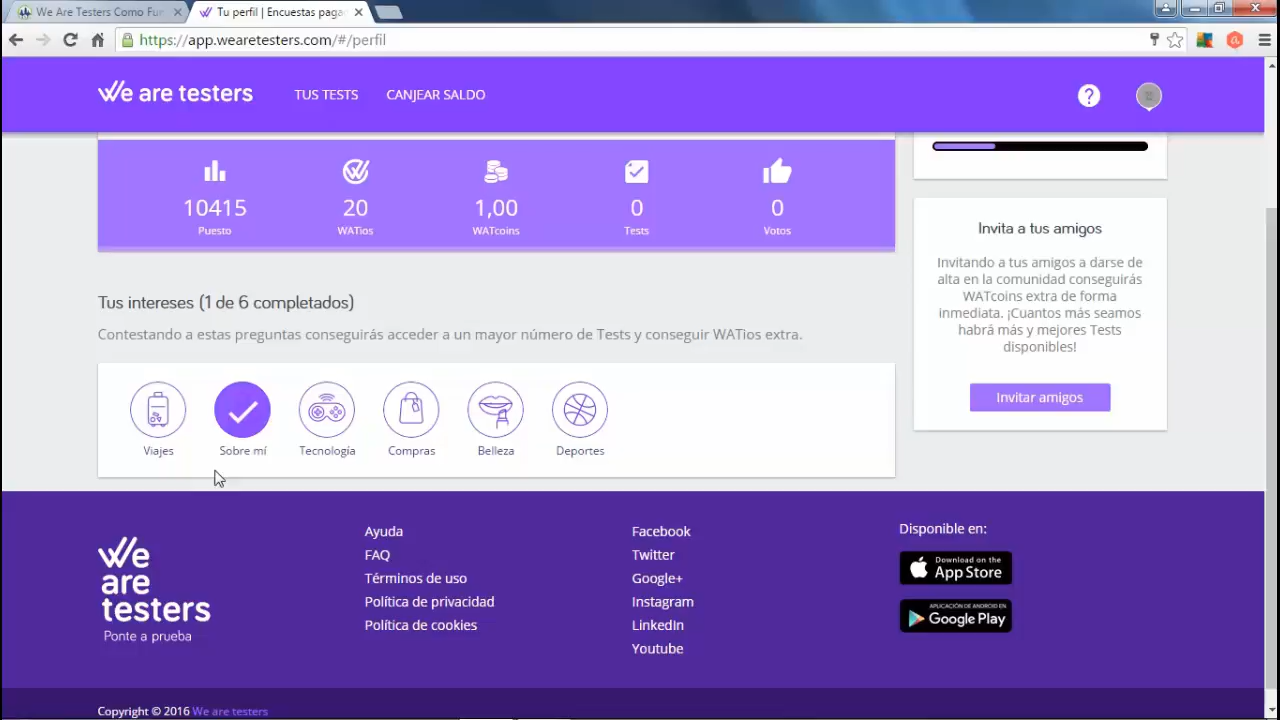 We Are Testers Como Fun
Tu perfil | Encuestas paga
https://app.wearetesters.com/#/perfil
We are testers
TUS TESTS
CANJEAR SALDO
?
10415
Puesto
20
WATios
1,00
WATcoins
0
Tests
0
Votos
Invita a tus amigos
Invitando a tus amigos a darse de
alta en la comunidad conseguirás
WATcoins extra de forma
inmediata. ¡Cuantos más seamos
habrá más y mejores Tests
disponibles!
Invitar amigos
Tus intereses (1 de 6 completados)
Contestando a estas preguntas conseguirás acceder a un mayor número de Tests y conseguir WATios extra.
Viajes
Sobre mí
Tecnología
Compras
Belleza
Deportes
We
are
testers
Ponte a prueba
Ayuda
FAQ
Términos de uso
Política de privacidad
Política de cookies
Facebook
Twitter
Google+
Instagram
LinkedIn
Youtube
Disponible en:
Download on the
App Store
APLICACIÓN DE ANDROID EN
Google Play
Copyright © 2016 We are testers